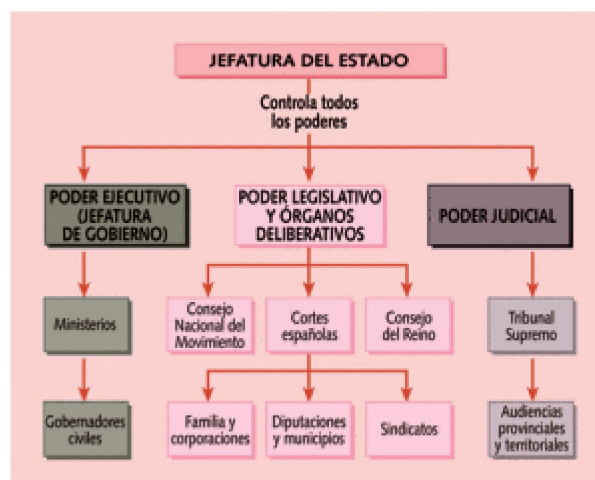 JEFATURA DEL ESTADO
Controla todos
los poderes
PODER EJECUTIVO
(JEFATURA
DE GOBIERNO)
PODER LEGISLATIVO
Y ÓRGANOS
DELIBERATIVOS
PODER JUDICIAL
Ministerios
Consejo
Nacional del
Movimiento
Cortes
españolas
Consejo
del Reino
Tribunal
Supremo
Gobernadores
civiles
Familia y
corporaciones
Diputaciones
y municipios
Sindicatos
Audiencias
provinciales
y territoriales